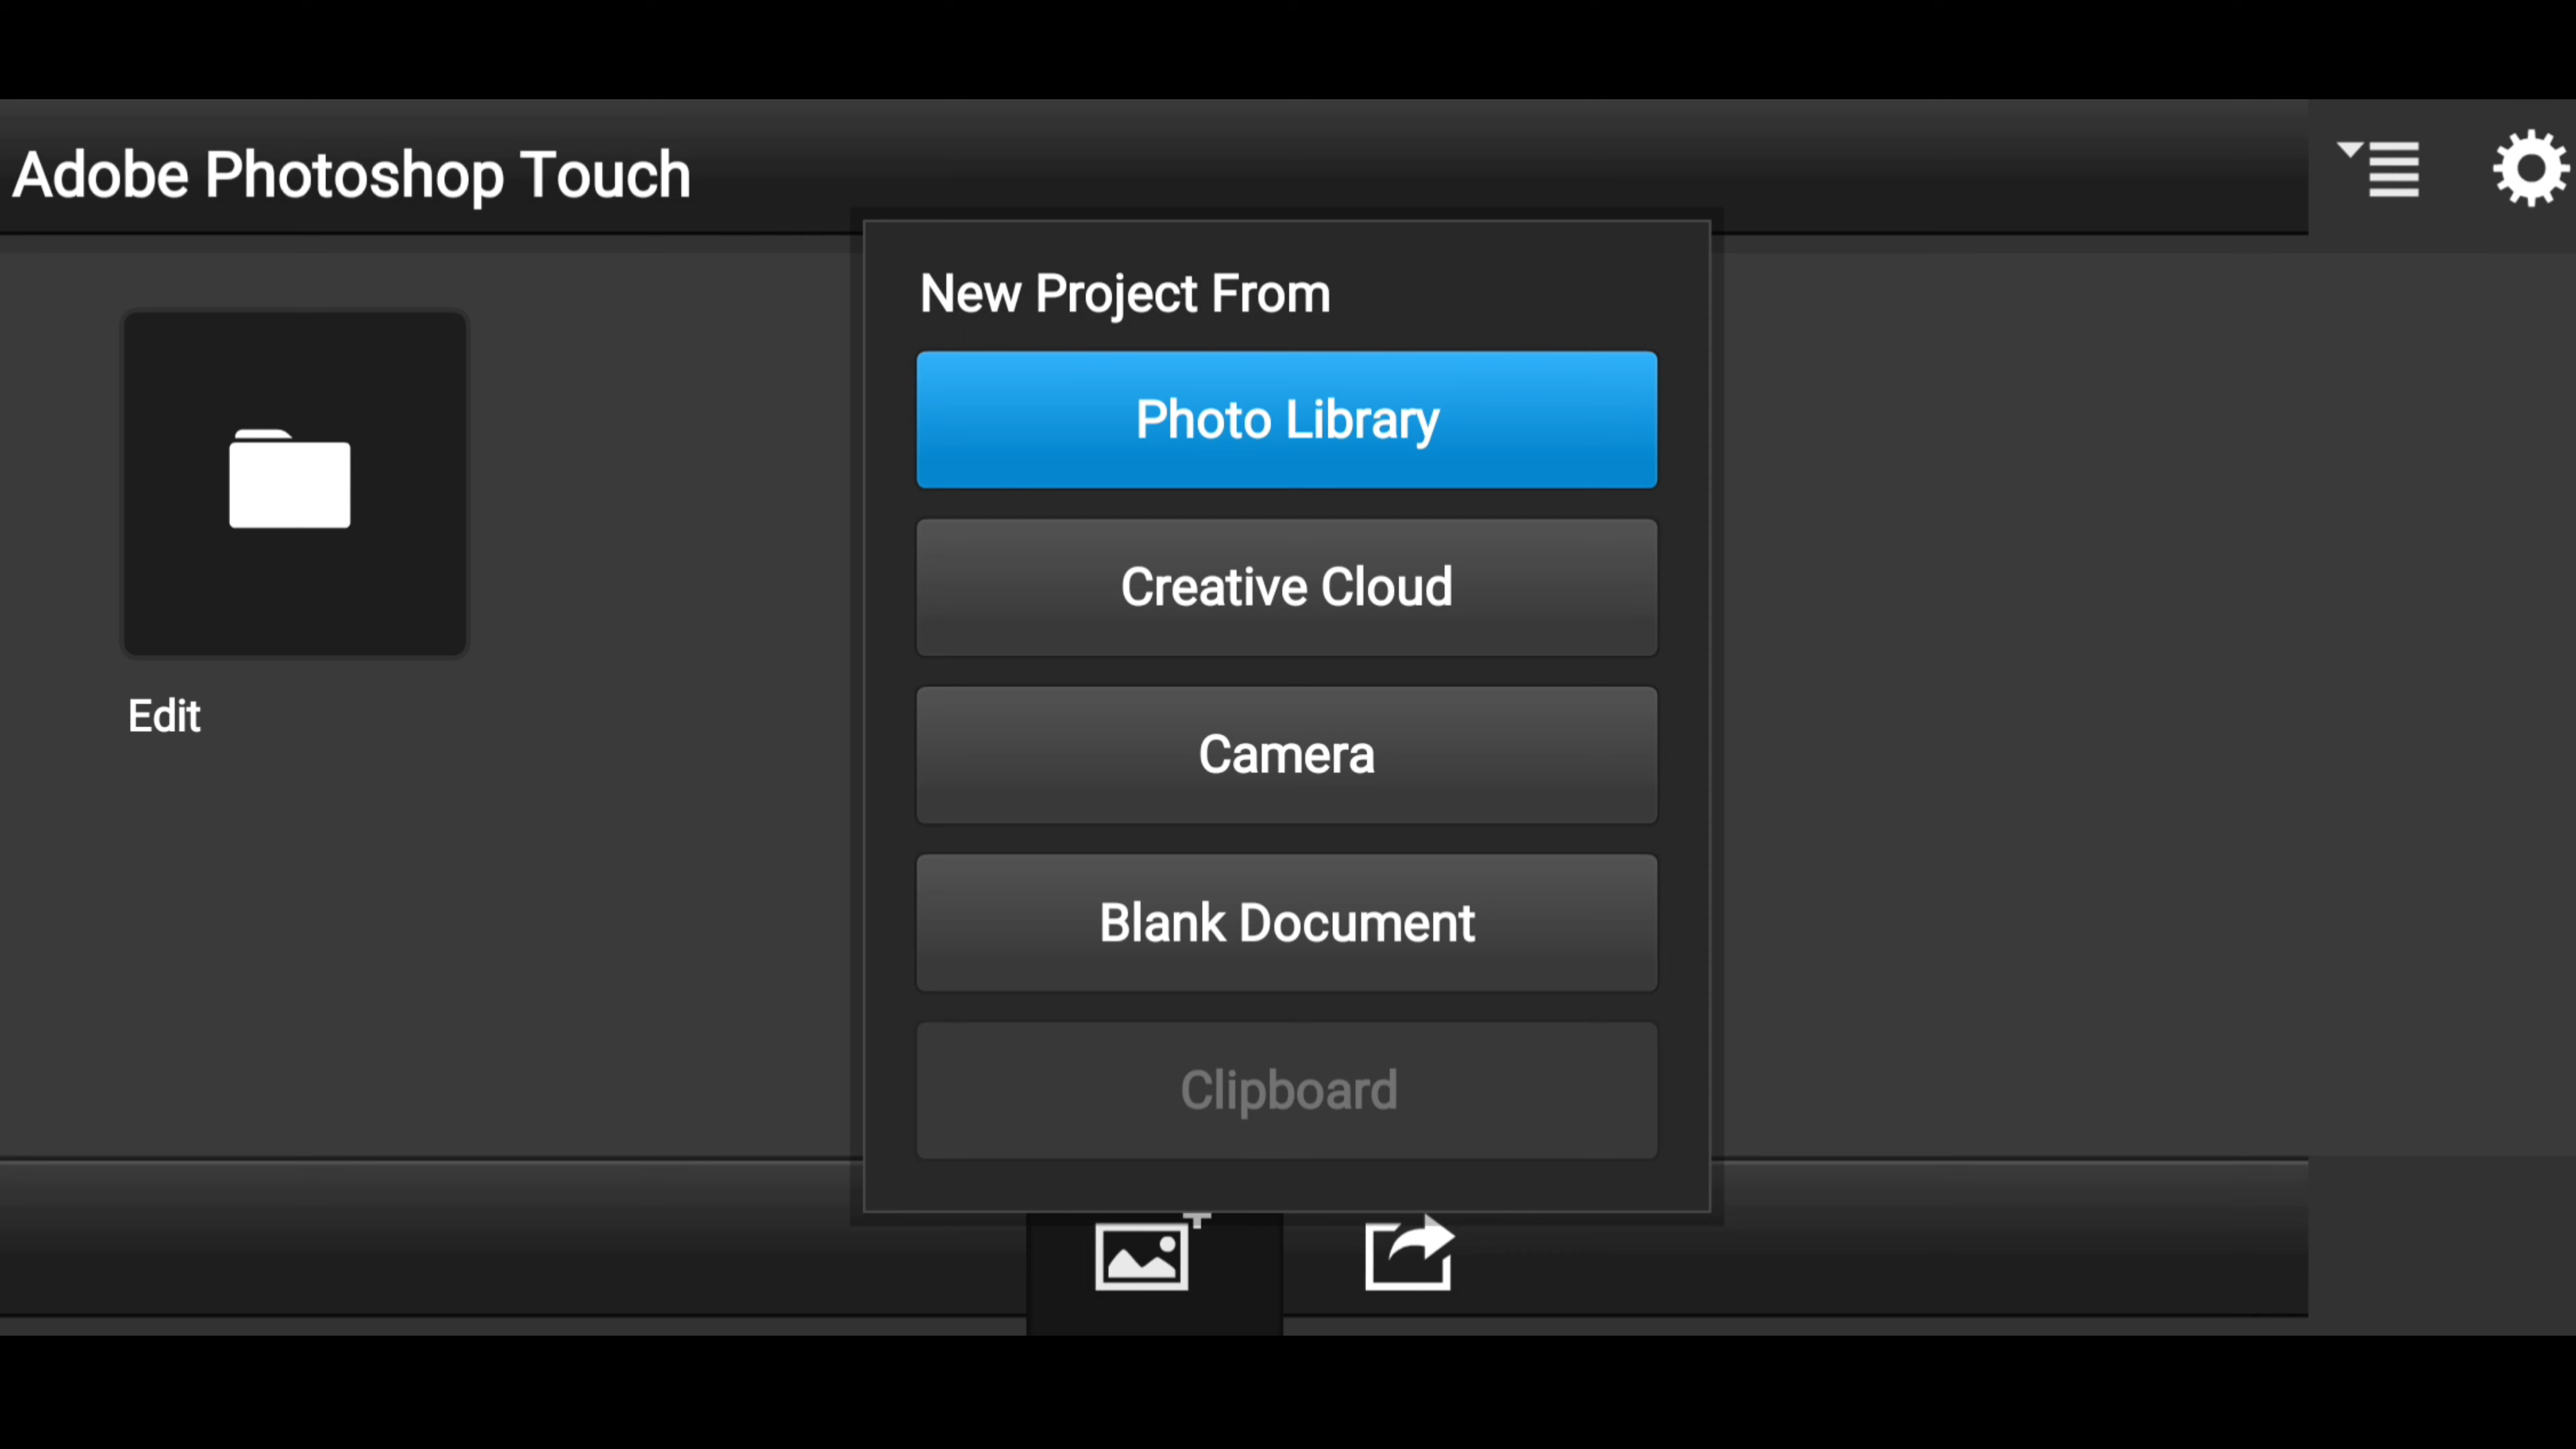 Adobe Photoshop Touch
New Project From
Photo Library
Creative Cloud
Edit
Camera
Blank Document
Clipboard